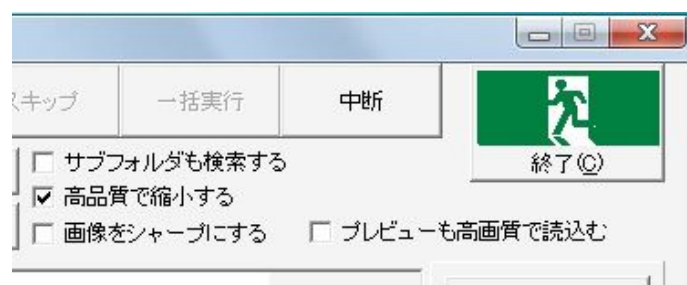 スキップ 一括実行 中断
終了(C)
サブフォルダも検索する
高品質で縮小する
画像をシャープにする プレビューも高画質で読込む